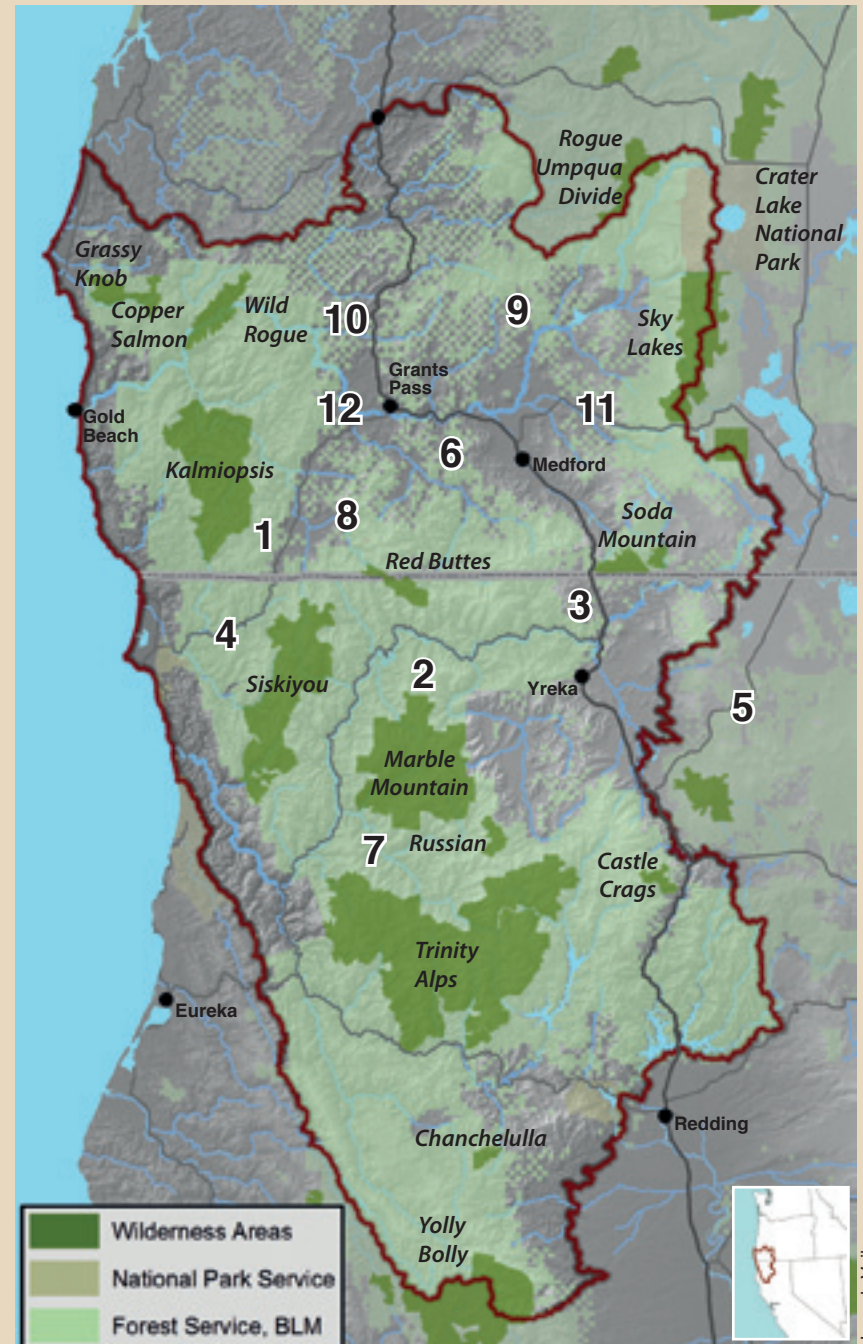 Rogue
Umpqua
Divide
Crater
Lake
National
Park
Grassy
Knob
Copper
Salmon
Wild
Rogue
10
9
Sky
Lakes
Grants
Pass
12
11
Gold
Beach
6
Medford
Kalmiopsis
8
1
Soda
Mountain
Red Buttes
3
4
2
Siskiyou
Yreka
5
Marble
Mountain
7
Russian
Castle
Crags
Trinity
Alps
Eureka
Redding
Chanchelulla
Yolly
Bolly
Wilderness Areas
National Park Service
Forest Service, BLM